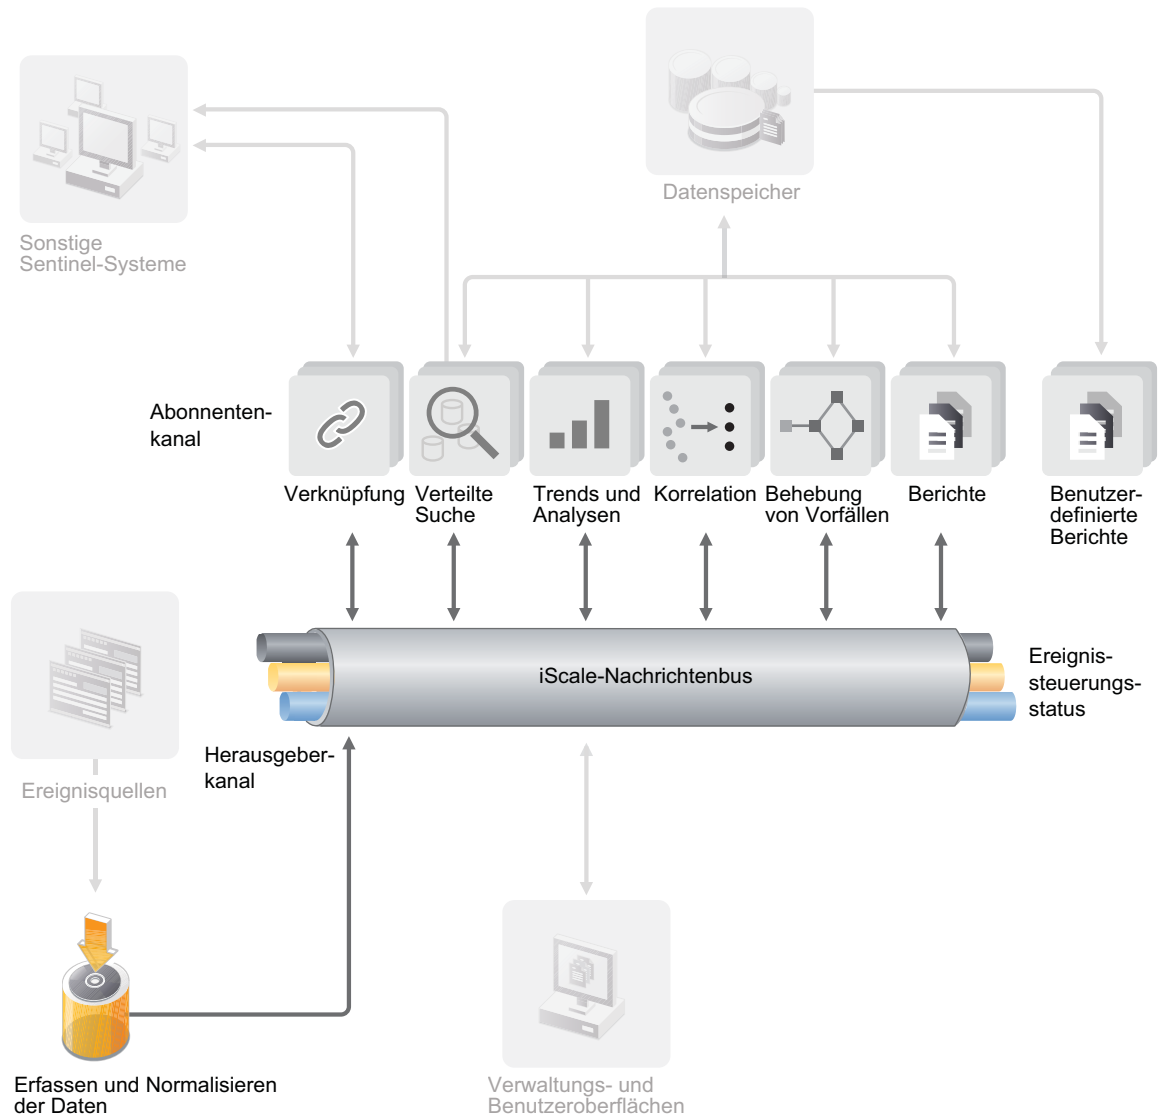 Datenspeicher
Sonstige
Sentinel-Systeme
Abonnenten-
kanal
Verknüpfung
Verteilte
Suche
Trends und
Analysen
Korrelation
Behebung
von Vorfällen
Berichte
Benutzer-
definierte
Berichte
iScale-Nachrichtenbus
Ereignis-
steuerungs-
status
Herausgeber-
kanal
Ereignisquellen
Erfassen und Normalisieren
der Daten
Verwaltungs- und
Benutzeroberflächen